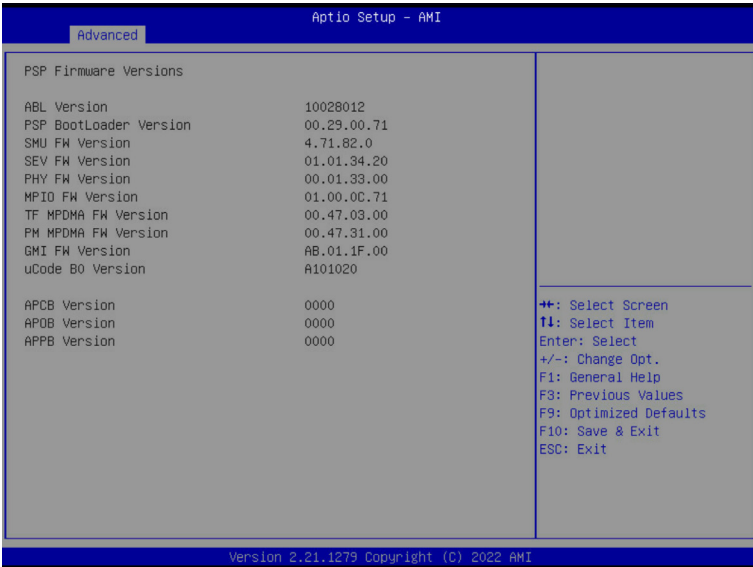 Aptio Setup – AMI
Advanced
PSP Firmware Versions
ABL Version 10028012
PSP BootLoader Version 00.29.00.71
SMU FW Version 4.71.82.0
SEV FW Version 01.01.34.20
PHY FW Version 00.01.33.00
MPIO FW Version 01.00.0C.71
TF MPDMA FW Version 00.47.03.00
PM MPDMA FW Version 00.47.31.00
GMI FW Version AB.01.1F.00
uCode B0 Version A101020
APCB Version 0000
APOB Version 0000
APPB Version 0000
→←: Select Screen
↑↓: Select Item
Enter: Select
+/-: Change Opt.
F1: General Help
F3: Previous Values
F9: Optimized Defaults
F10: Save & Exit
ESC: Exit
Version 2.21.1279 Copyright (C) 2022 AMI